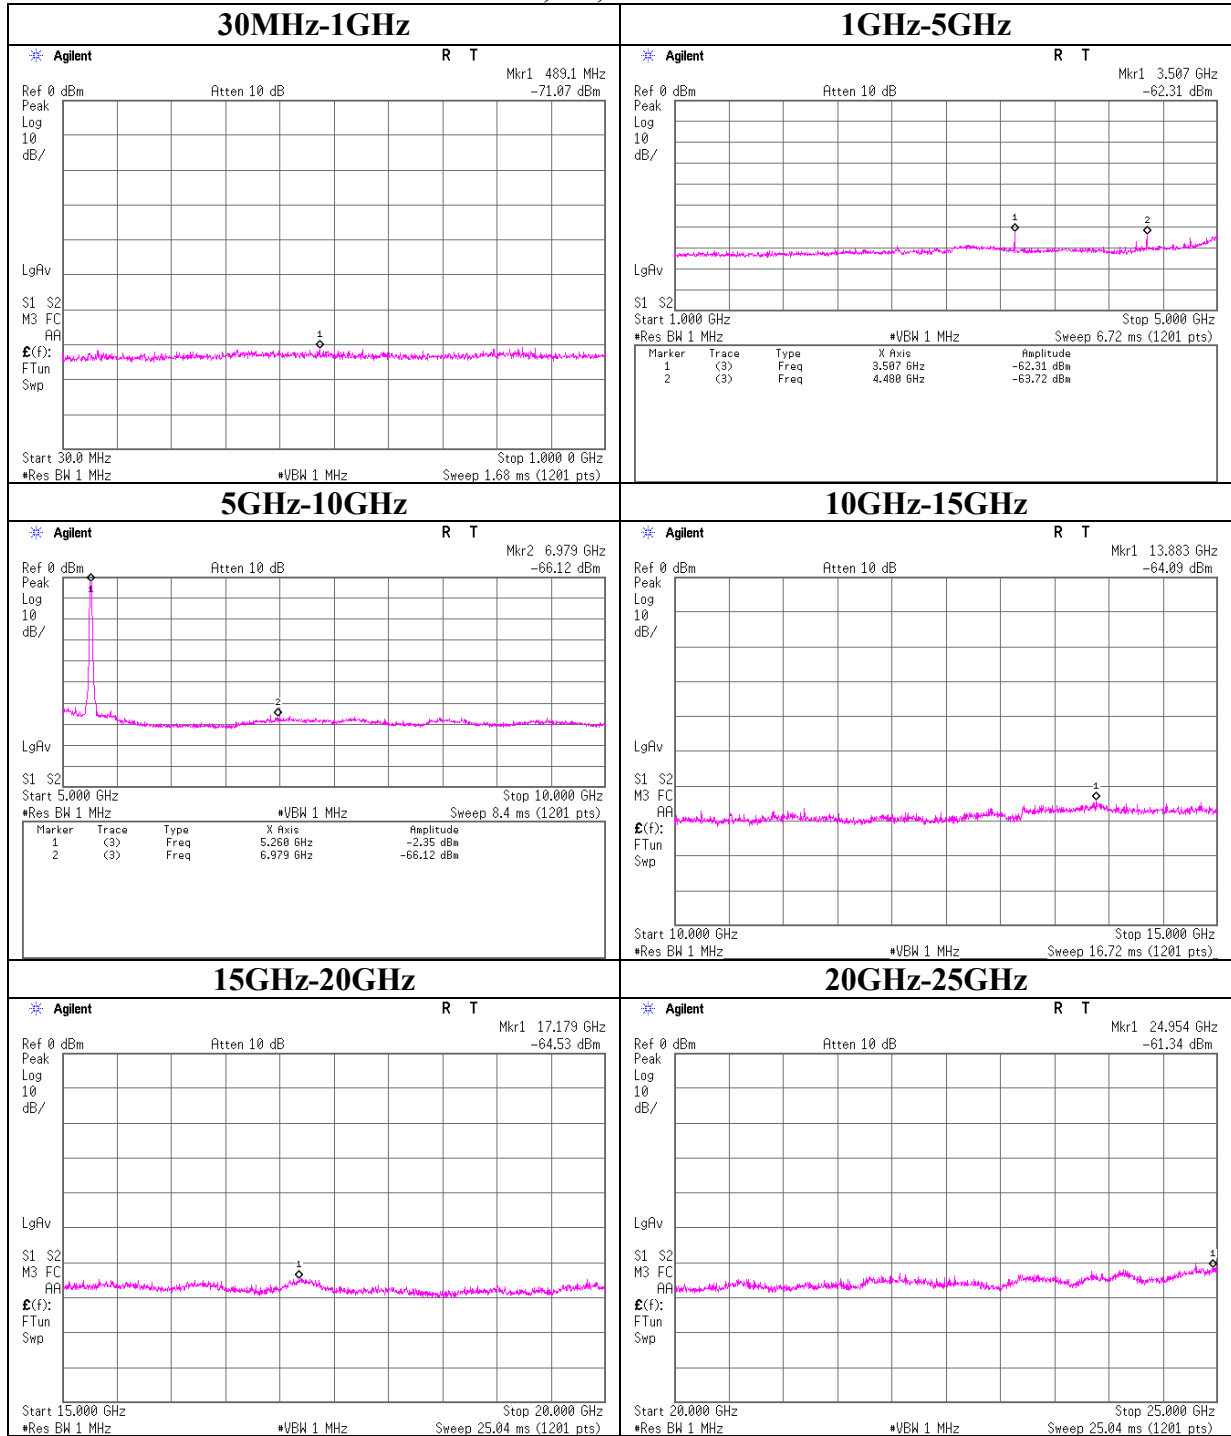 30MHz-1GHz
Agilent
R T
Mkr1 489.1 MHz
Ref 0 dBm
Atten 10 dB
-71.07 dBm
Peak
Log
10
dB/
1
LgAv
S1 S2
M3 FC
AA
£(f):
FTun
Swp
Start 30.0 MHz
Stop 1.000 0 GHz
#Res BW 1 MHz
#VBW 1 MHz
Sweep 1.68 ms (1201 pts)
1GHz-5GHz
Agilent
R T
Mkr1 3.507 GHz
Ref 0 dBm
Atten 10 dB
-62.31 dBm
Peak
Log
10
dB/
1
2
LgAv
S1 S2
Start 1.000 GHz
Stop 5.000 GHz
#Res BW 1 MHz
#VBW 1 MHz
Sweep 6.72 ms (1201 pts)
Marker Trace Type X Axis Amplitude
1 (3) Freq 3.507 GHz -62.31 dBm
2 (3) Freq 4.480 GHz -63.72 dBm
5GHz-10GHz
Agilent
R T
Mkr2 6.979 GHz
Ref 0 dBm
Atten 10 dB
-66.12 dBm
Peak
Log
10
dB/
1
2
LgAv
S1 S2
Start 5.000 GHz
Stop 10.000 GHz
#Res BW 1 MHz
#VBW 1 MHz
Sweep 8.4 ms (1201 pts)
Marker Trace Type X Axis Amplitude
1 (3) Freq 5.260 GHz -2.35 dBm
2 (3) Freq 6.979 GHz -66.12 dBm
10GHz-15GHz
Agilent
R T
Mkr1 13.883 GHz
Ref 0 dBm
Atten 10 dB
-64.09 dBm
Peak
Log
10
dB/
1
LgAv
S1 S2
M3 FC
AA
£(f):
FTun
Swp
Start 10.000 GHz
Stop 15.000 GHz
#Res BW 1 MHz
#VBW 1 MHz
Sweep 16.72 ms (1201 pts)
15GHz-20GHz
Agilent
R T
Mkr1 17.179 GHz
Ref 0 dBm
Atten 10 dB
-64.53 dBm
Peak
Log
10
dB/
1
LgAv
S1 S2
M3 FC
AA
£(f):
FTun
Swp
Start 15.000 GHz
Stop 20.000 GHz
#Res BW 1 MHz
#VBW 1 MHz
Sweep 25.04 ms (1201 pts)
20GHz-25GHz
Agilent
R T
Mkr1 24.954 GHz
Ref 0 dBm
Atten 10 dB
-61.34 dBm
Peak
Log
10
dB/
1
LgAv
S1 S2
M3 FC
AA
£(f):
FTun
Swp
Start 20.000 GHz
Stop 25.000 GHz
#Res BW 1 MHz
#VBW 1 MHz
Sweep 25.04 ms (1201 pts)